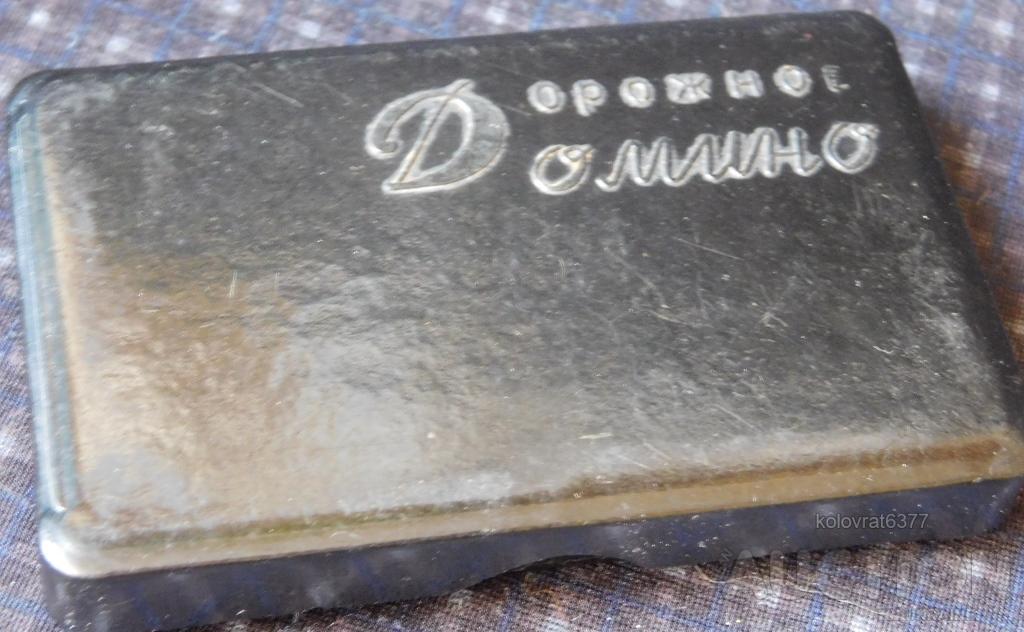 Дорожное
Домино
kolovrat6377